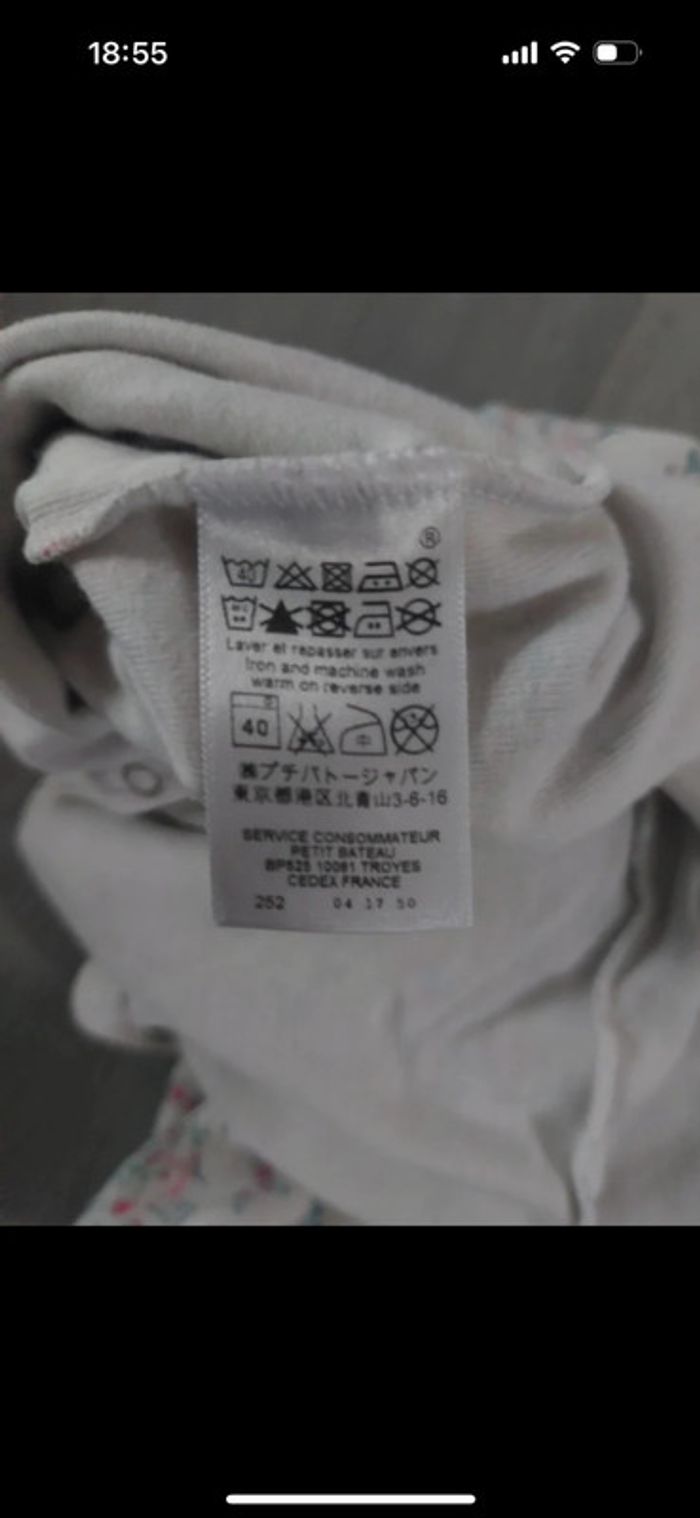 18:55
®
40
40°C
Laver et repasser sur envers
Iron and machine wash
warm on reverse side
40
中
㈱プチバトージャパン
東京都港区北青山3-6-16
SERVICE CONSOMMATEUR
PETIT BATEAU
BP525 10081 TROYES
CEDEX FRANCE
252 04 17 50